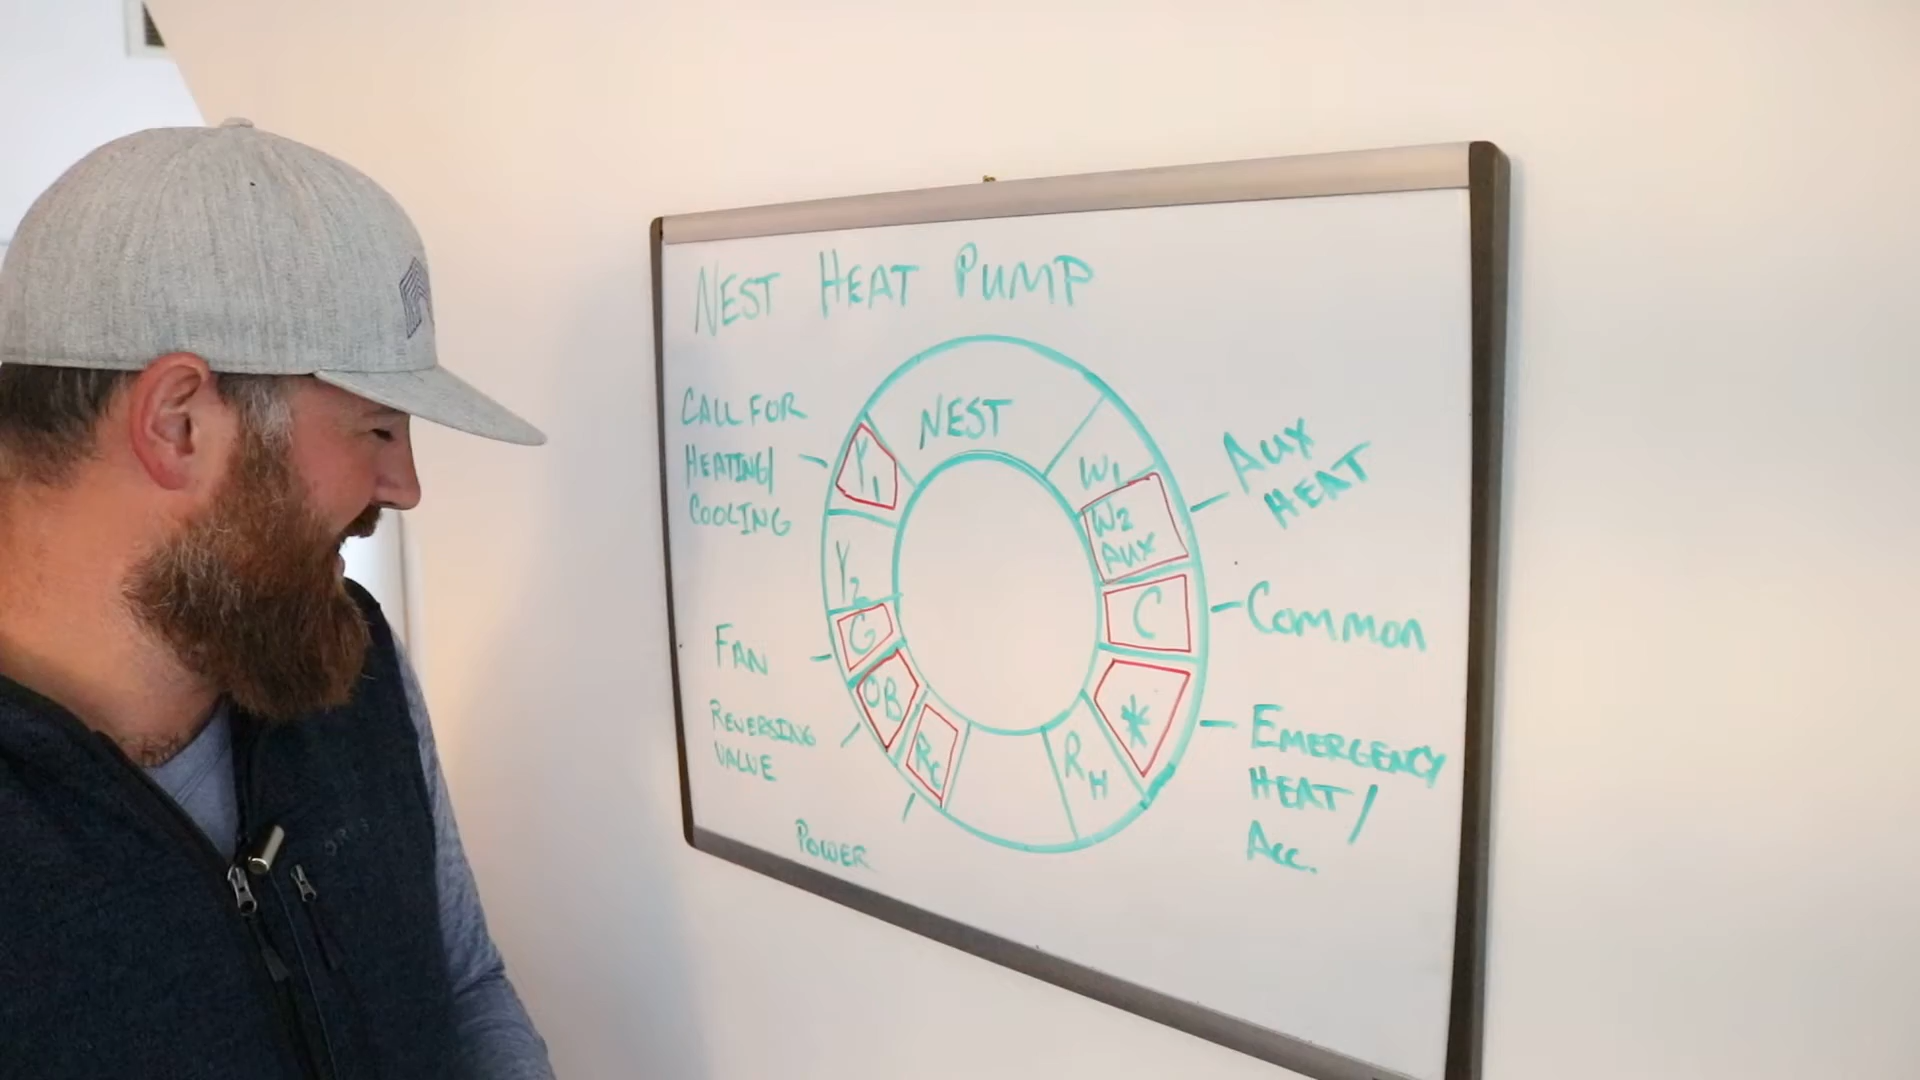 NEST HEAT PUMP
CALL FOR
HEATING/
COOLING
FAN
REVERSING
VALVE
POWER
NEST
Y1
Y2
G
OB
RC
RH
W1
W2
AUX
C
*
AUX
HEAT
COMMON
EMERGENCY
HEAT/
ACC.